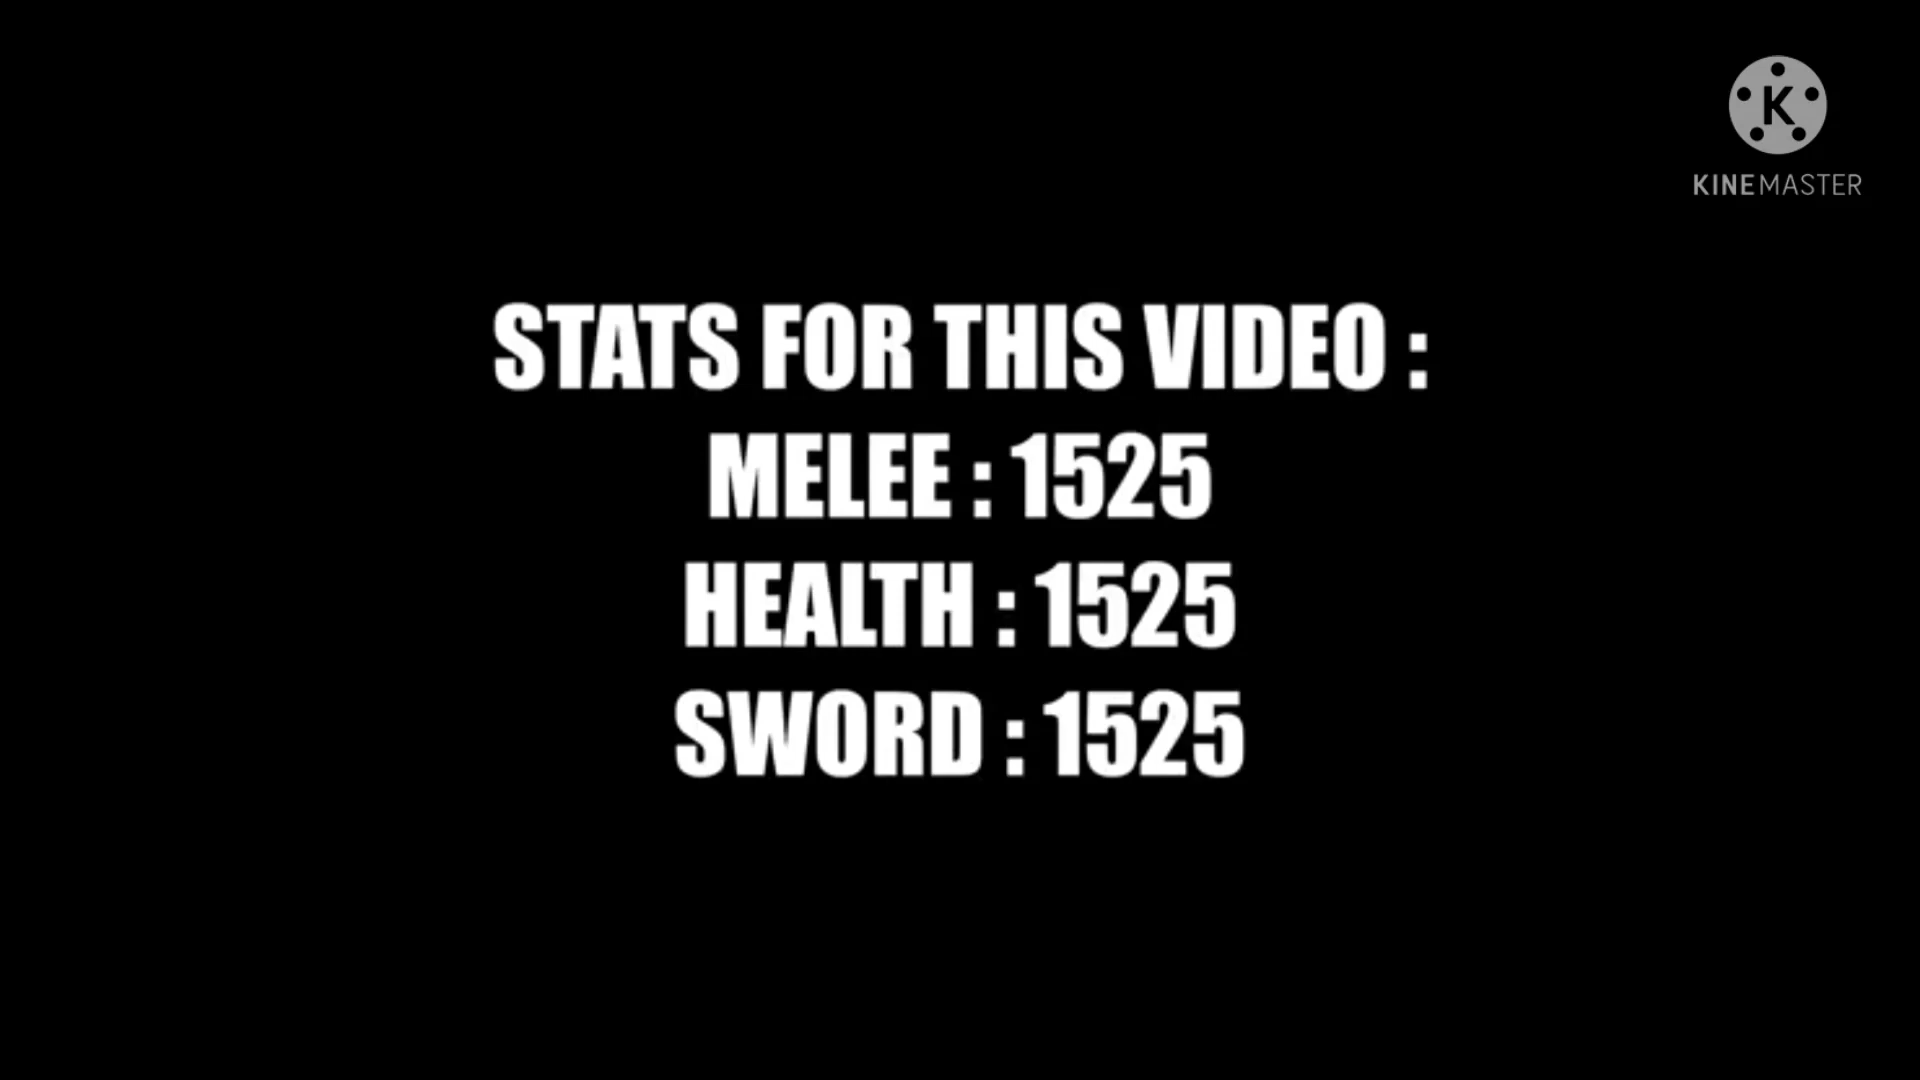 K
KINEMASTER
STATS FOR THIS VIDEO :
MELEE : 1525
HEALTH : 1525
SWORD : 1525